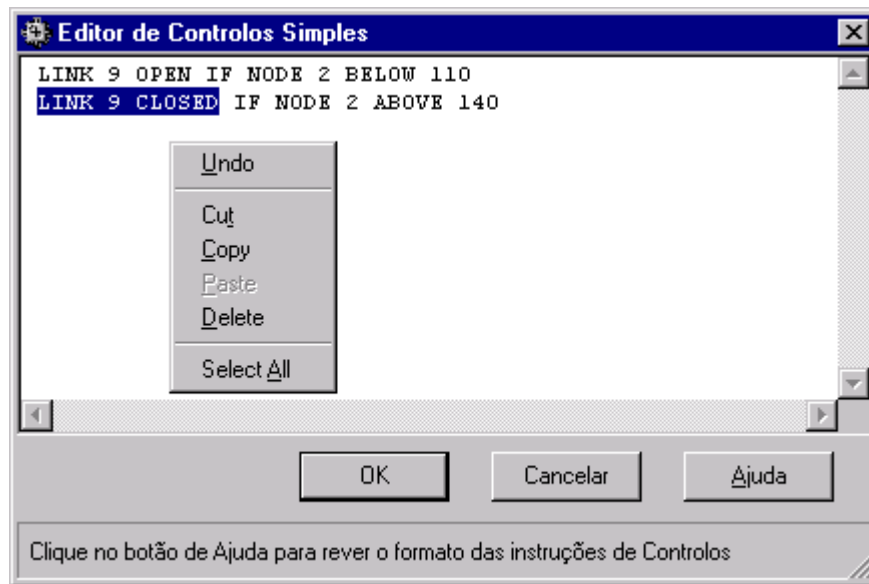 Editor de Controlos Simples
LINK 9 OPEN IF NODE 2 BELOW 110
LINK 9 CLOSED IF NODE 2 ABOVE 140
Undo
Cut
Copy
Paste
Delete
Select All
OK
Cancelar
Ajuda
Clique no botão de Ajuda para rever o formato das instruções de Controlos